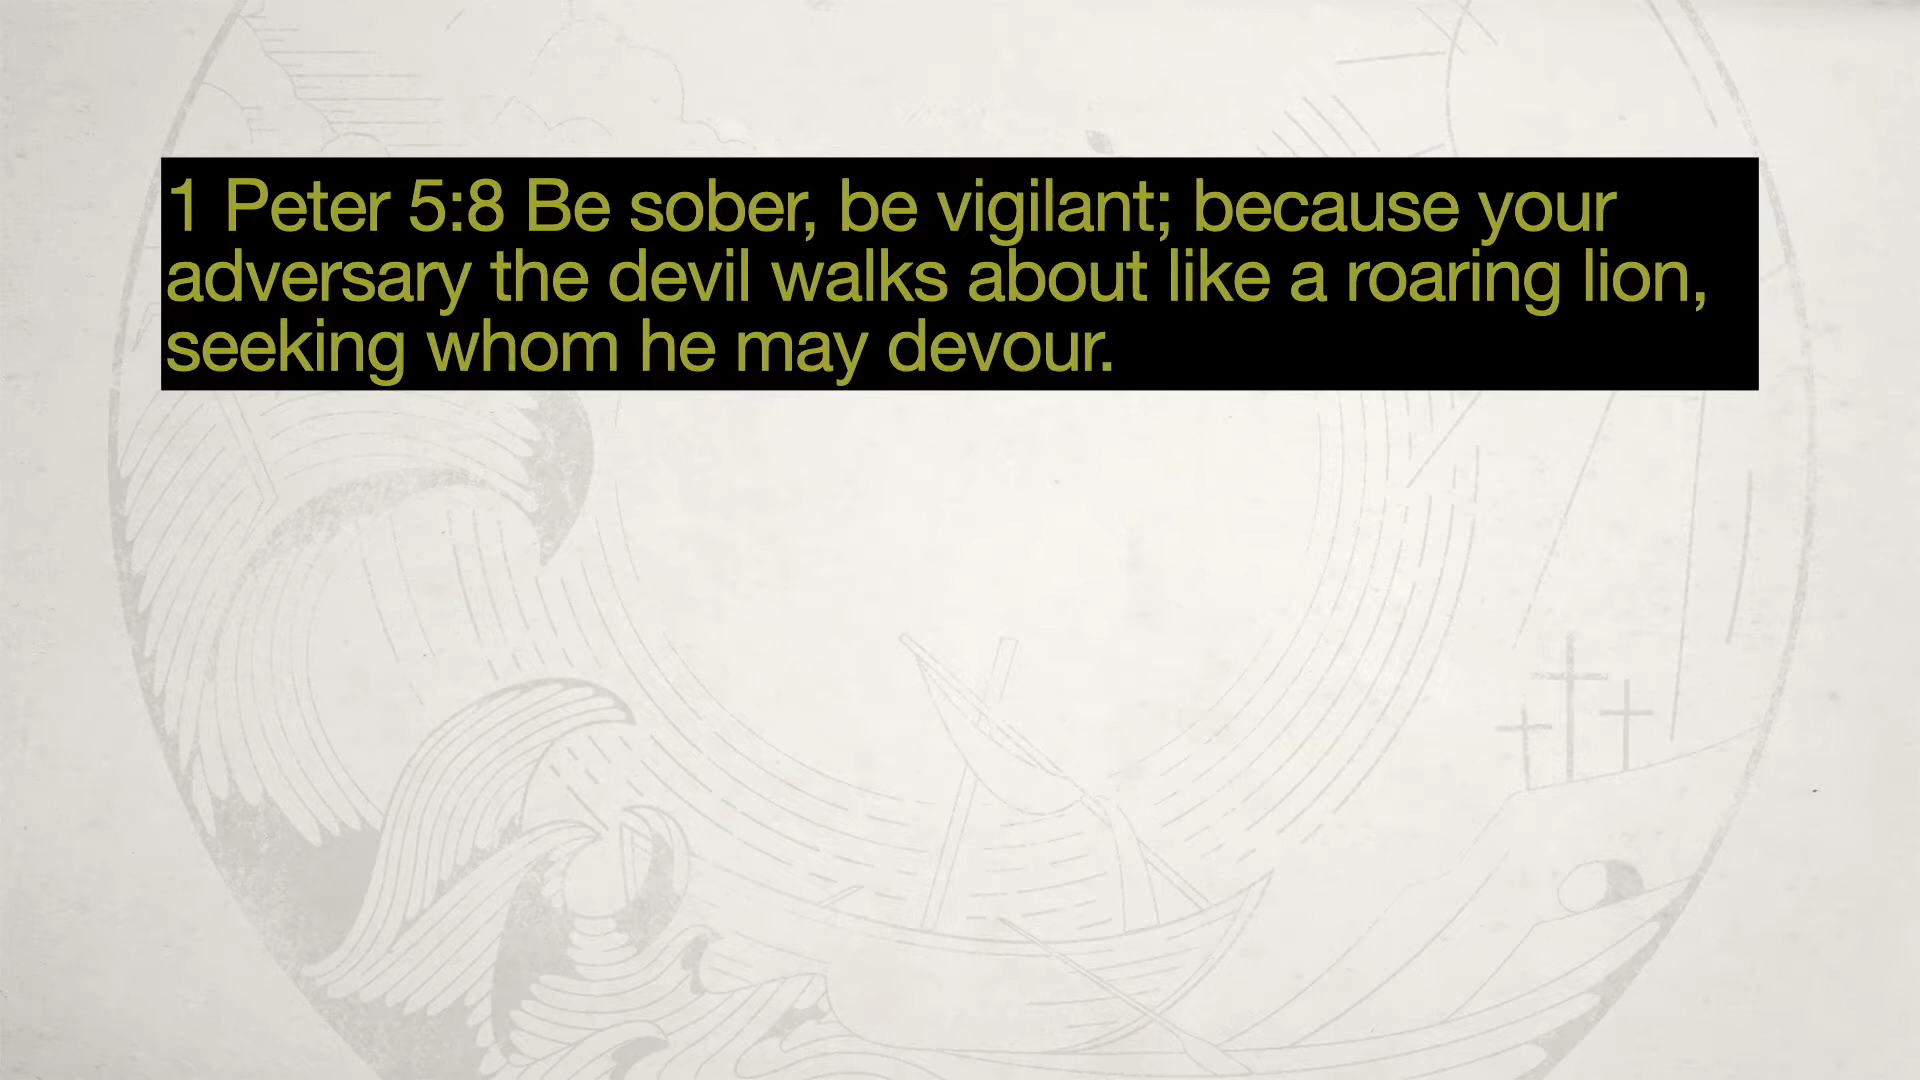 1 Peter 5:8 Be sober, be vigilant; because your
adversary the devil walks about like a roaring lion,
seeking whom he may devour.